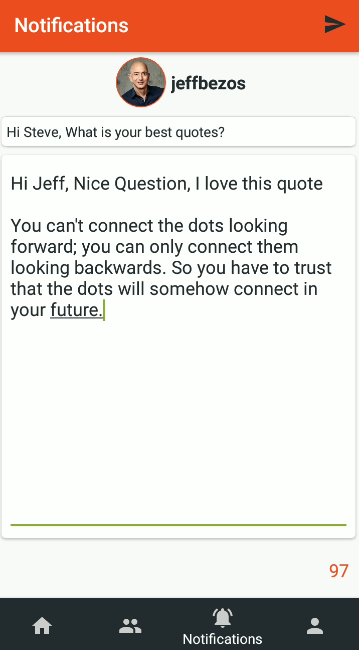 Notifications
jeffbezos
Hi Steve, What is your best quotes?
Hi Jeff, Nice Question, I love this quote
You can't connect the dots looking
forward; you can only connect them
looking backwards. So you have to trust
that the dots will somehow connect in
your future.
97
Notifications